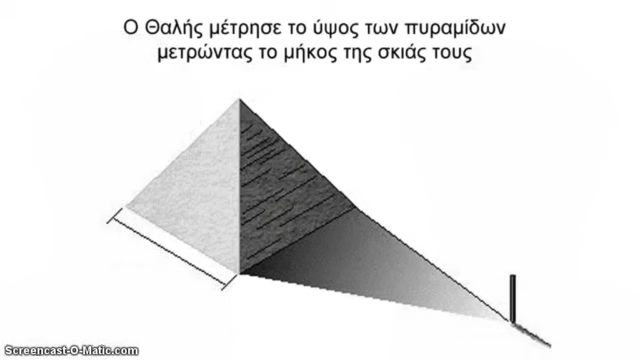 Ο Θαλής μέτρησε το ύψος των πυραμίδων
μετρώντας το μήκος της σκιάς τους
Screencast-O-Matic.com